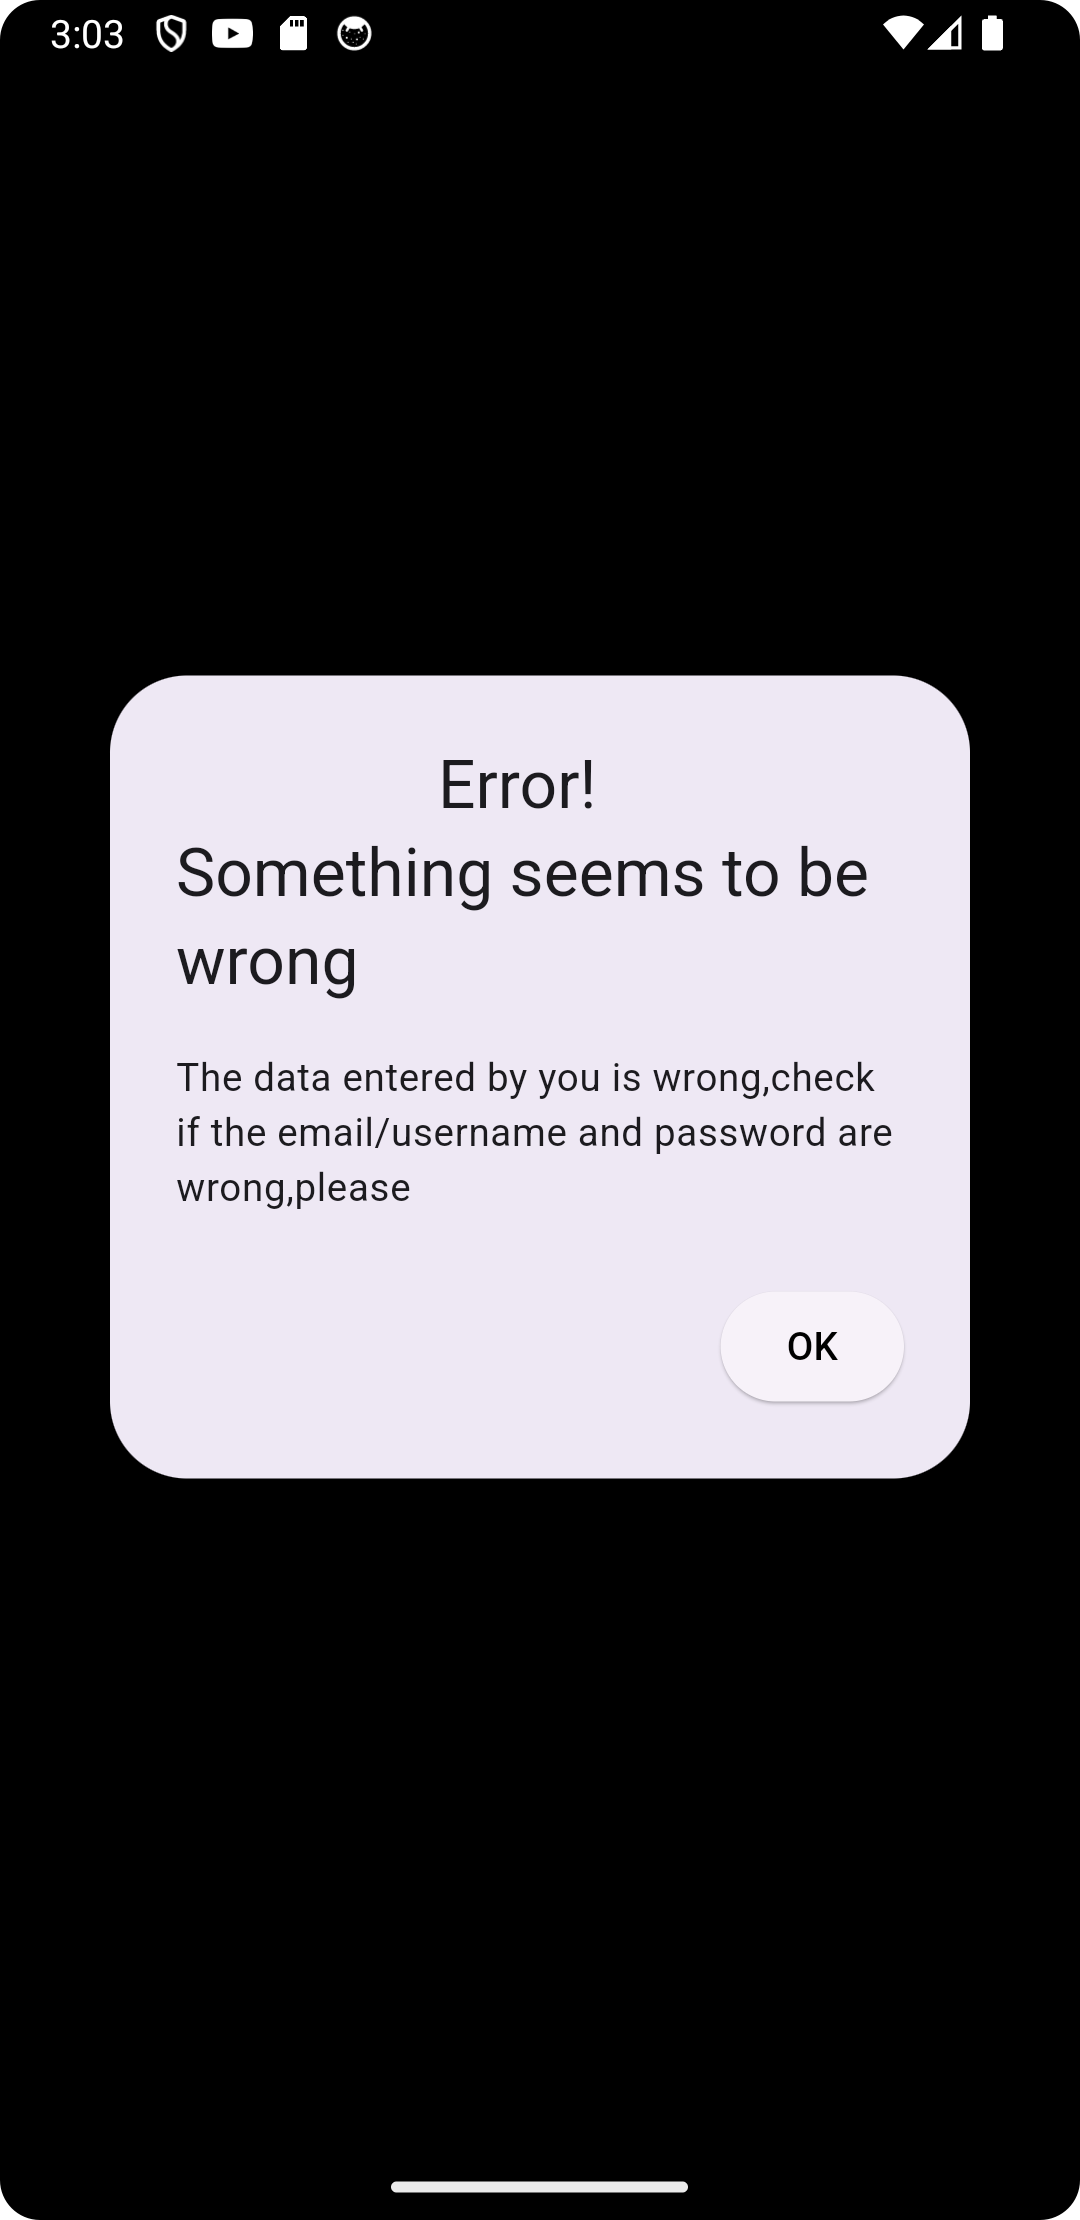 3:03
Error!
Something seems to be
wrong
The data entered by you is wrong,check
if the email/username and password are
wrong,please
OK